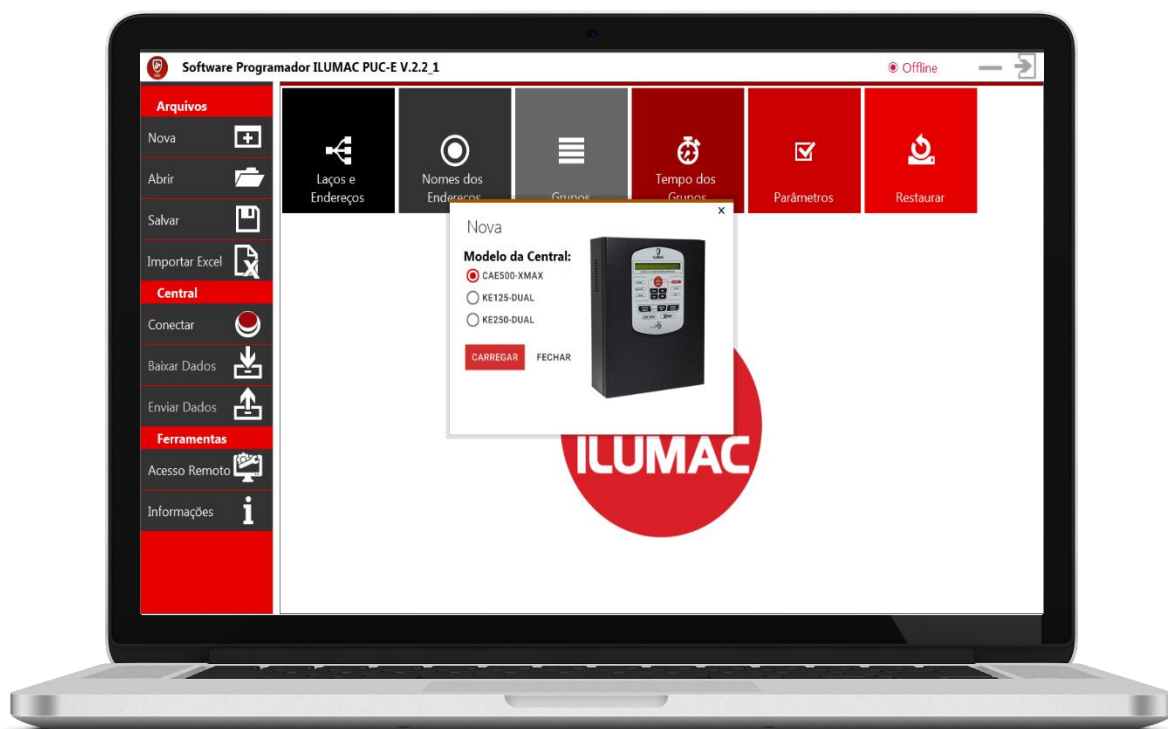 Software Programador ILUMAC PUC-E V.2.2_1
Offline
Arquivos
Nova
Abrir
Salvar
Importar Excel
Central
Conectar
Baixar Dados
Enviar Dados
Ferramentas
Acesso Remoto
Informações
Laços e
Endereços
Nomes dos
Endereços
Grupos
Tempo dos
Grupos
Parâmetros
Restaurar
x
Nova
Modelo da Central:
CAE500-XMAX
KE125-DUAL
KE250-DUAL
CARREGAR FECHAR
ILUMAC
ILUMAC